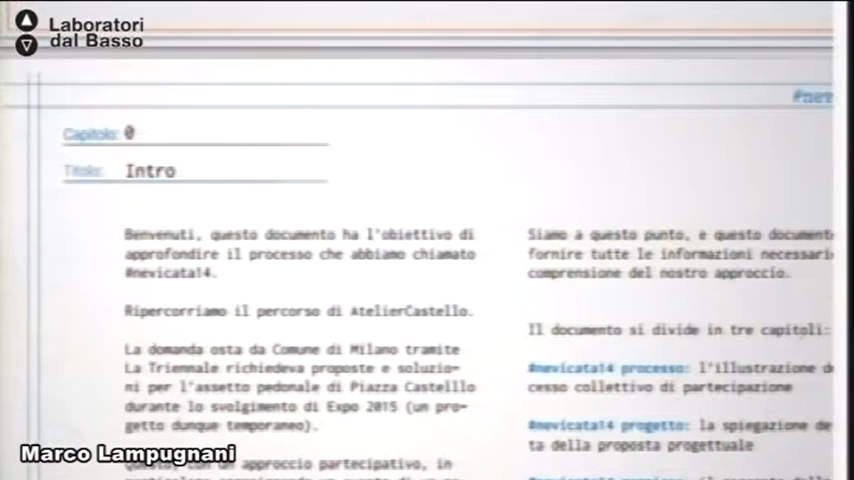 Laboratori
dal Basso
Capitolo: 0
Titolo: Intro
Benvenuti, questo documento ha l'obiettivo di
approfondire il processo che abbiamo chiamato
#nevicata14.
Ripercorriamo il percorso di AtelierCastello.
La domanda osta da Comune di Milano tramite
La Triennale richiedeva proposte e soluzio-
ni per l'assetto pedonale di Piazza Castelllo
durante lo svolgimento di Expo 2015 (un pro-
getto dunque temporaneo).
Questo, con un approccio partecipativo, in
Siamo a questo punto, e questo
fornire tutte le informazioni
comprensione del nostro approccio.
Il documento si divide in tre capitoli:
#nevicata14 processo: l'illustrazione
cesso collettivo di partecipazione
#nevicata14 progetto: la spiegazione
ta della proposta progettuale
Marco Lampugnani